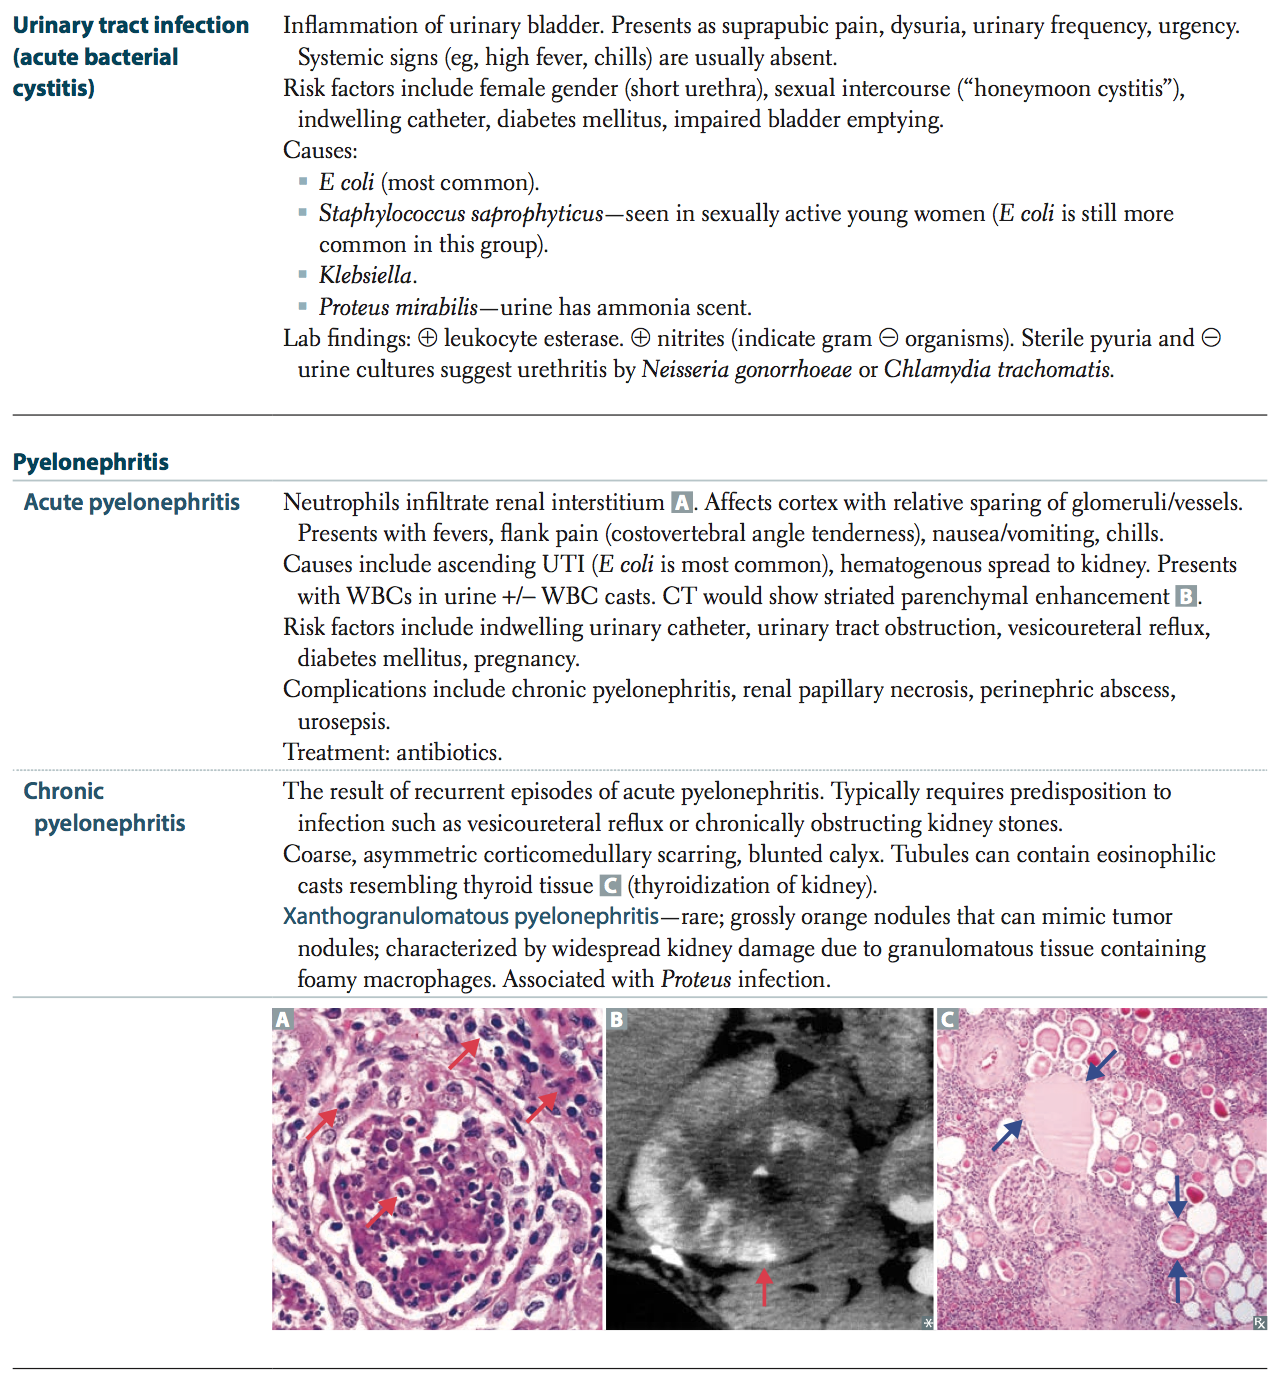 Urinary tract infection
(acute bacterial
cystitis)
Inflammation of urinary bladder. Presents as suprapubic pain, dysuria, urinary frequency, urgency.
Systemic signs (eg, high fever, chills) are usually absent.
Risk factors include female gender (short urethra), sexual intercourse (“honeymoon cystitis”),
indwelling catheter, diabetes mellitus, impaired bladder emptying.
Causes:
▪ E coli (most common).
▪ Staphylococcus saprophyticus—seen in sexually active young women (E coli is still more
common in this group).
▪ Klebsiella.
▪ Proteus mirabilis—urine has ammonia scent.
Lab findings: ⊕ leukocyte esterase. ⊕ nitrites (indicate gram ⊖ organisms). Sterile pyuria and ⊖
urine cultures suggest urethritis by Neisseria gonorrhoeae or Chlamydia trachomatis.
Pyelonephritis
Acute pyelonephritis
Neutrophils infiltrate renal interstitium A. Affects cortex with relative sparing of glomeruli/vessels.
Presents with fevers, flank pain (costovertebral angle tenderness), nausea/vomiting, chills.
Causes include ascending UTI (E coli is most common), hematogenous spread to kidney. Presents
with WBCs in urine +/– WBC casts. CT would show striated parenchymal enhancement B.
Risk factors include indwelling urinary catheter, urinary tract obstruction, vesicoureteral reflux,
diabetes mellitus, pregnancy.
Complications include chronic pyelonephritis, renal papillary necrosis, perinephric abscess,
urosepsis.
Treatment: antibiotics.
Chronic
pyelonephritis
The result of recurrent episodes of acute pyelonephritis. Typically requires predisposition to
infection such as vesicoureteral reflux or chronically obstructing kidney stones.
Coarse, asymmetric corticomedullary scarring, blunted calyx. Tubules can contain eosinophilic
casts resembling thyroid tissue C (thyroidization of kidney).
Xanthogranulomatous pyelonephritis—rare; grossly orange nodules that can mimic tumor
nodules; characterized by widespread kidney damage due to granulomatous tissue containing
foamy macrophages. Associated with Proteus infection.
A
B
C
*
℞